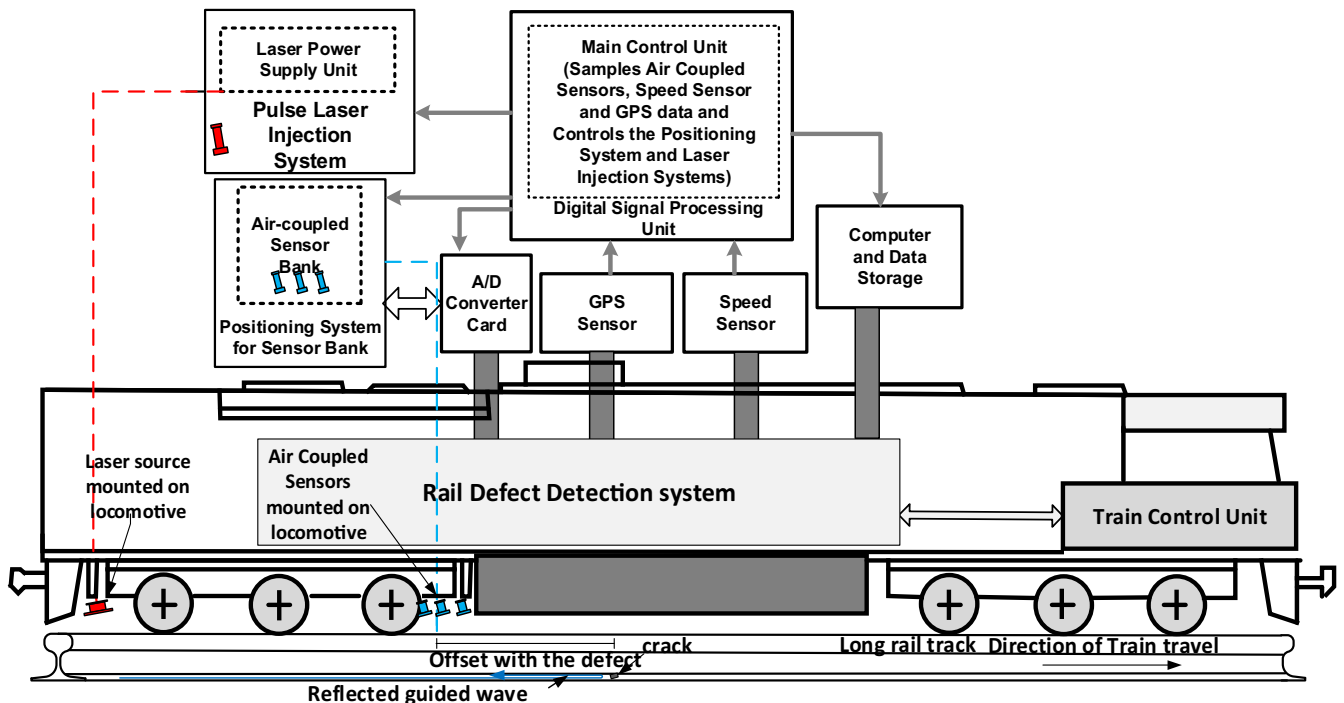 Laser Power
Supply Unit
Pulse Laser
Injection
System
Main Control Unit
(Samples Air Coupled
Sensors, Speed Sensor
and GPS data and
Controls the Positioning
System and Laser
Injection Systems)
Digital Signal Processing
Unit
Air-coupled
Sensor
Bank
Positioning System
for Sensor Bank
A/D
Converter
Card
GPS
Sensor
Speed
Sensor
Computer
and Data
Storage
Laser source
mounted on
locomotive
Air Coupled
Sensors
mounted on
locomotive
Rail Defect Detection system
Train Control Unit
crack
Long rail track
Direction of Train travel
Offset with the defect
Reflected guided wave